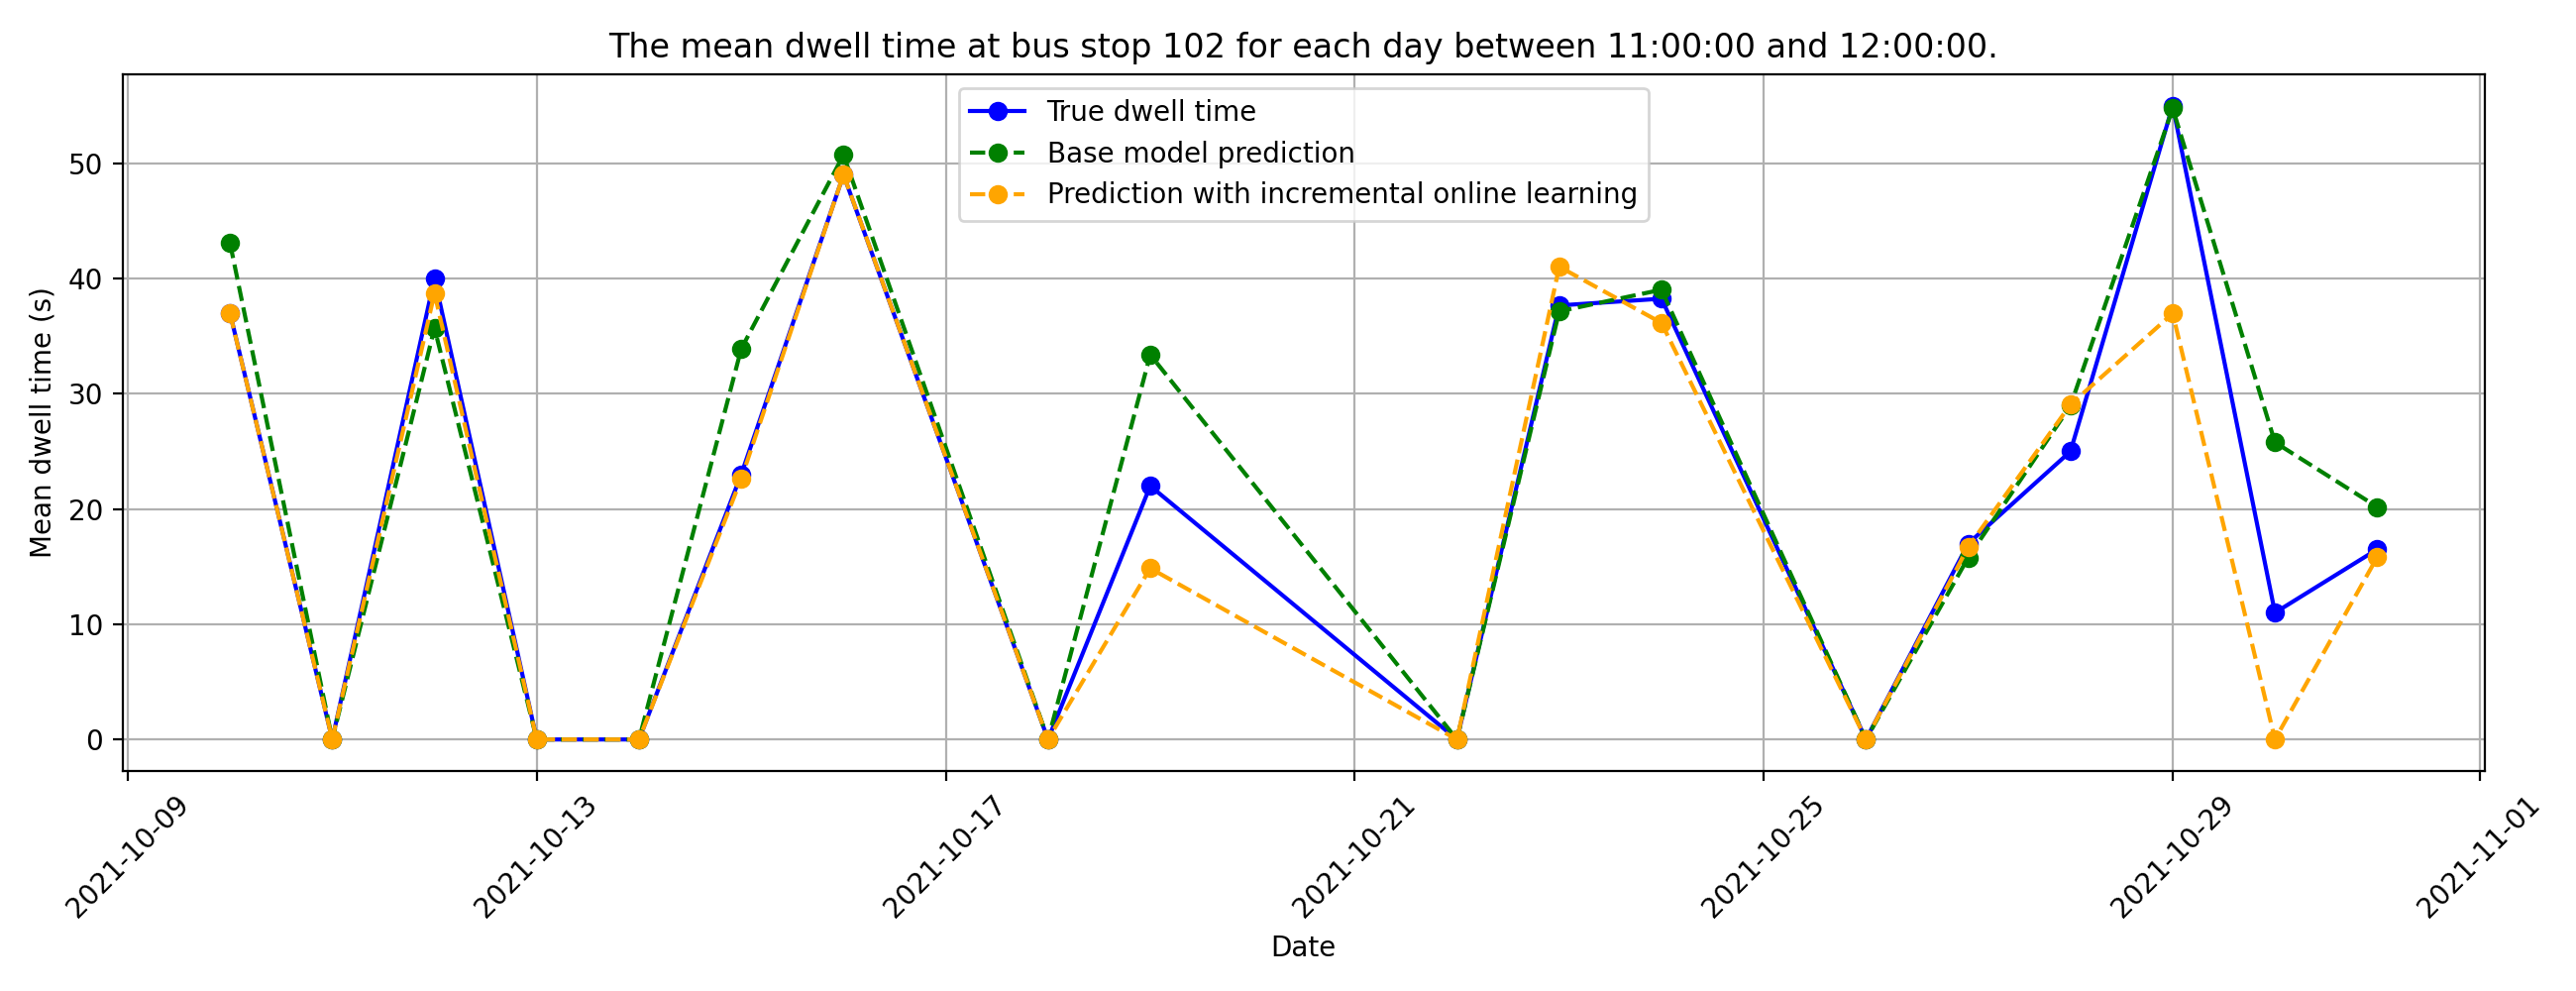 The mean dwell time at bus stop 102 for each day between 11:00:00 and 12:00:00.
True dwell time
Base model prediction
Prediction with incremental online learning
Mean dwell time (s)
50
40
30
20
10
0
2021-10-09
2021-10-13
2021-10-17
2021-10-21
2021-10-25
2021-10-29
2021-11-01
Date